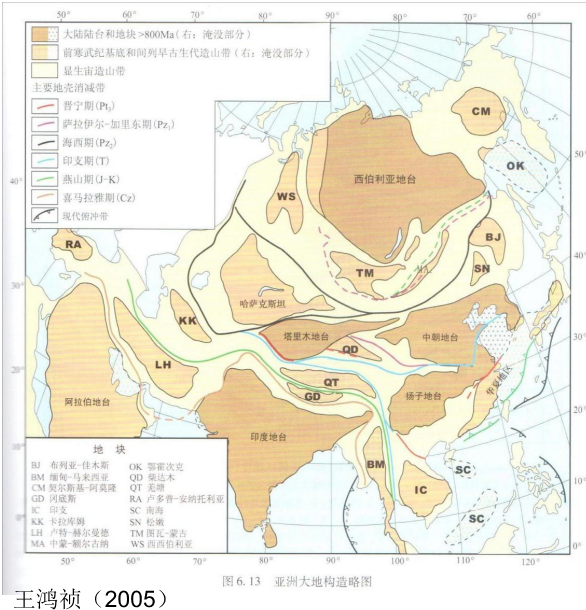 大陆陆台和地块>800Ma(右：淹没部分)
前寒武纪基底和间列早古生代造山带(右：淹没部分)
显生宙造山带
主要地壳消减带
晋宁期(Pt₃)
萨拉伊尔-加里东期(Pz₁)
海西期(Pz₂)
印支期(T)
燕山期(J-K)
喜马拉雅期(Cz)
现代俯冲带
CM
50°
OK
西伯利亚地台
WS
40°
RA
BJ
40°
TM
MA
SN
30°
哈萨克斯坦
KK
塔里木地台
中朝地台
30°
QD
LH
QT
GD
扬子地台
华夏地区
20°
20°
阿拉伯地台
印度地台
10°
BM
SC
IC
SC
0°
地块
BJ 布列亚-佳木斯 OK 鄂霍次克
BM 缅甸-马来西亚 QD 柴达木
CM 契尔斯基-阿莫隆 QT 羌塘
GD 冈底斯 RA 卢多普-安纳托利亚
IC 印支 SC 南海
KK 卡拉库姆 SN 松嫩
LH 卢特-赫尔曼德 TM 图瓦-蒙古
MA 中蒙-额尔古纳 WS 西西伯利亚
50° 60° 70° 80° 90° 100° 110° 120°
图 6.13 亚洲大地构造略图
王鸿祯（2005）